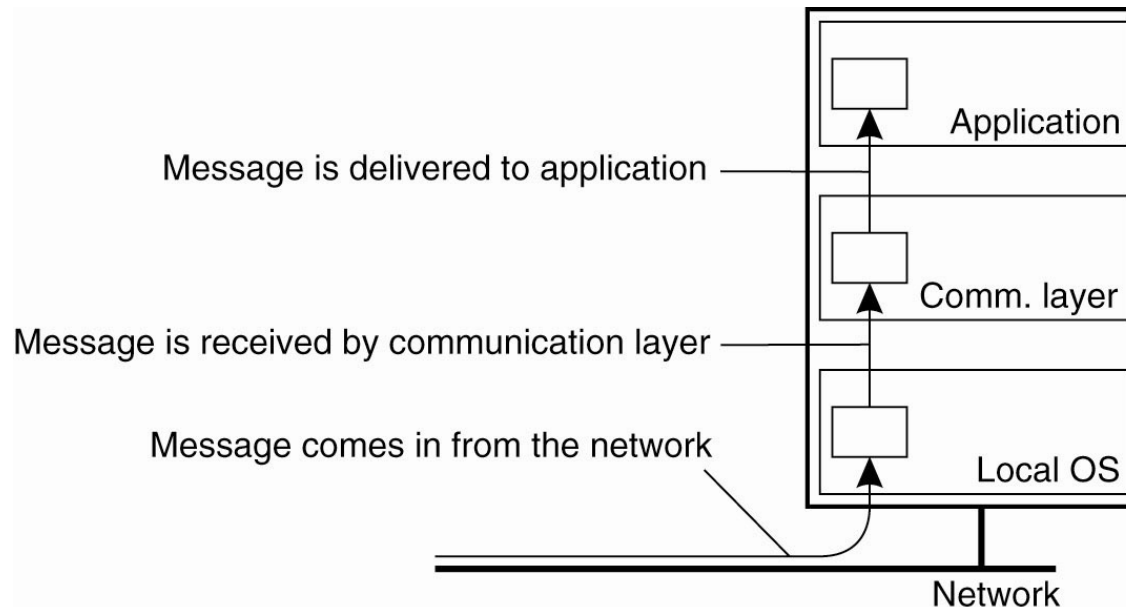 Application
Message is delivered to application
Comm. layer
Message is received by communication layer
Message comes in from the network
Local OS
Network